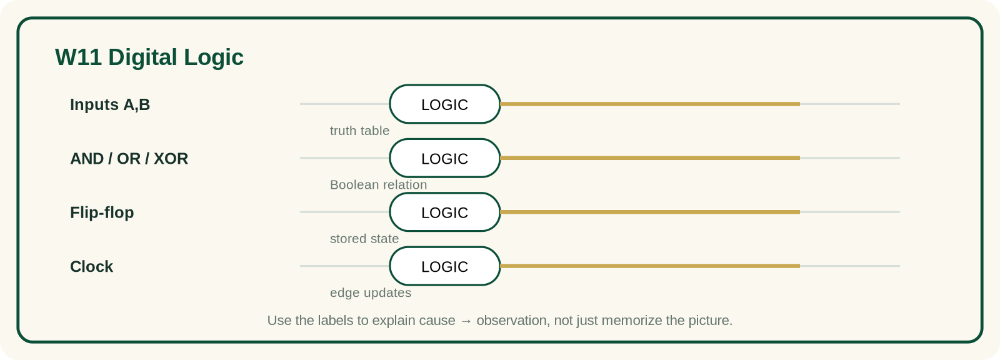 W11 Digital Logic
Inputs A,B
LOGIC
truth table
AND / OR / XOR
LOGIC
Boolean relation
Flip-flop
LOGIC
stored state
Clock
LOGIC
edge updates
Use the labels to explain cause → observation, not just memorize the picture.